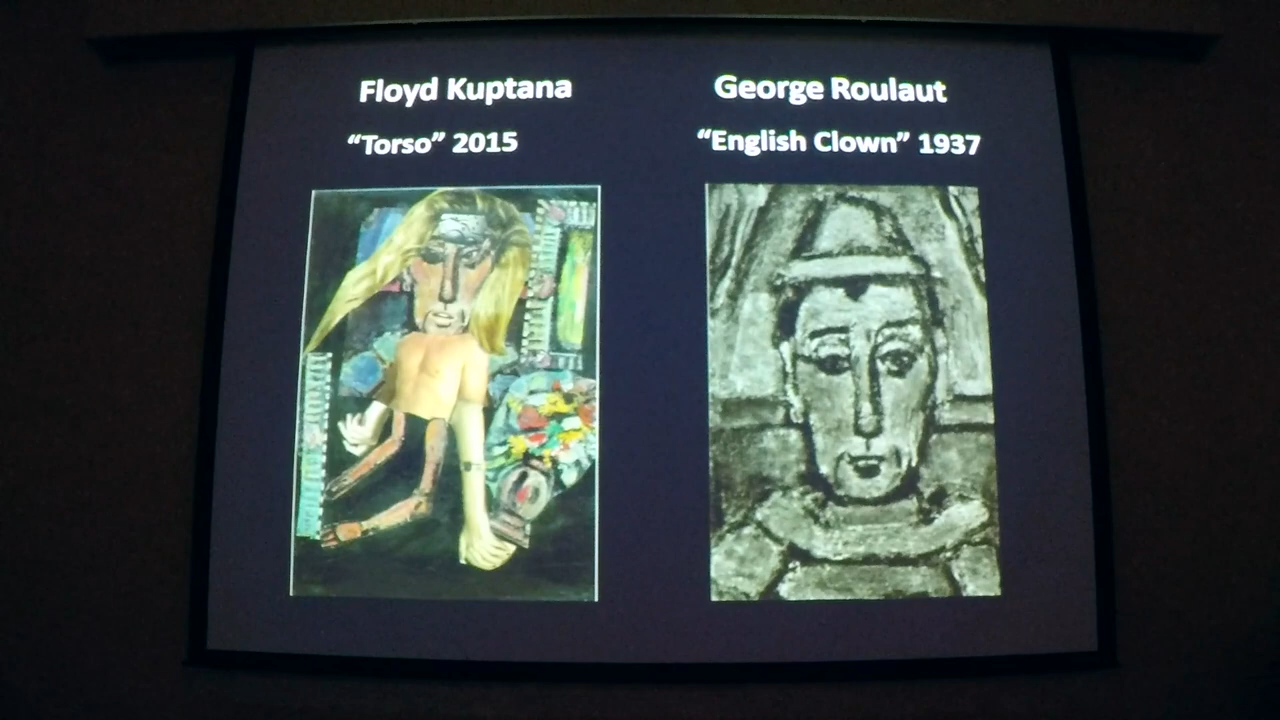 Floyd Kuptana
"Torso" 2015
George Roulaut
"English Clown" 1937